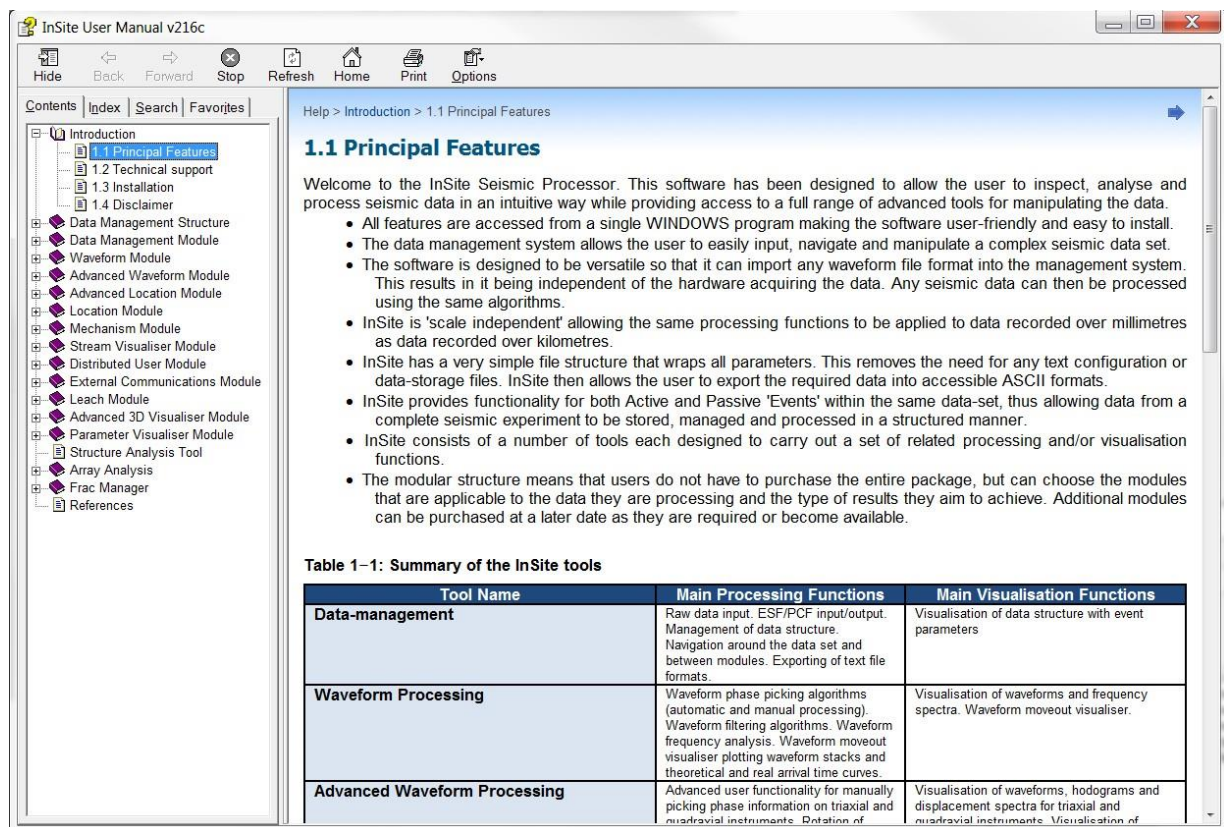 InSite User Manual v216c
Hide Back Forward Stop Refresh Home Print Options
Contents Index Search Favorites
Introduction
1.1 Principal Features
1.2 Technical support
1.3 Installation
1.4 Disclaimer
Data Management Structure
Data Management Module
Waveform Module
Advanced Waveform Module
Advanced Location Module
Location Module
Mechanism Module
Stream Visualiser Module
Distributed User Module
External Communications Module
Leach Module
Advanced 3D Visualiser Module
Parameter Visualiser Module
Structure Analysis Tool
Array Analysis
Frac Manager
References
Help > Introduction > 1.1 Principal Features
1.1 Principal Features
Welcome to the InSite Seismic Processor. This software has been designed to allow the user to inspect, analyse and
process seismic data in an intuitive way while providing access to a full range of advanced tools for manipulating the data.
• All features are accessed from a single WINDOWS program making the software user-friendly and easy to install.
• The data management system allows the user to easily input, navigate and manipulate a complex seismic data set.
• The software is designed to be versatile so that it can import any waveform file format into the management system.
This results in it being independent of the hardware acquiring the data. Any seismic data can then be processed
using the same algorithms.
• InSite is 'scale independent' allowing the same processing functions to be applied to data recorded over millimetres
as data recorded over kilometres.
• InSite has a very simple file structure that wraps all parameters. This removes the need for any text configuration or
data-storage files. InSite then allows the user to export the required data into accessible ASCII formats.
• InSite provides functionality for both Active and Passive 'Events' within the same data-set, thus allowing data from a
complete seismic experiment to be stored, managed and processed in a structured manner.
• InSite consists of a number of tools each designed to carry out a set of related processing and/or visualisation
functions.
• The modular structure means that users do not have to purchase the entire package, but can choose the modules
that are applicable to the data they are processing and the type of results they aim to achieve. Additional modules
can be purchased at a later date as they are required or become available.
Table 1–1: Summary of the InSite tools
Tool Name Main Processing Functions Main Visualisation Functions
Data-management
Raw data input. ESF/PCF input/output.
Management of data structure.
Navigation around the data set and
between modules. Exporting of text file
formats.
Visualisation of data structure with event
parameters
Waveform Processing
Waveform phase picking algorithms
(automatic and manual processing).
Waveform filtering algorithms. Waveform
frequency analysis. Waveform moveout
visualiser plotting waveform stacks and
theoretical and real arrival time curves.
Visualisation of waveforms and frequency
spectra. Waveform moveout visualiser.
Advanced Waveform Processing
Advanced user functionality for manually
picking phase information on triaxial and
quadraxial instruments. Rotation of
Visualisation of waveforms, hodograms and
displacement spectra for triaxial and
quadraxial instruments. Visualisation of